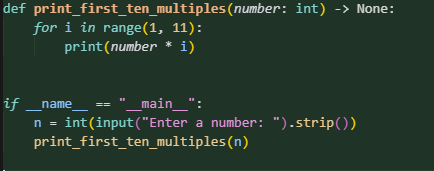 def print_first_ten_multiples(number: int) -> None:
    for i in range(1, 11):
        print(number * i)
if __name__ == "__main__":
    n = int(input("Enter a number: ").strip())
    print_first_ten_multiples(n)